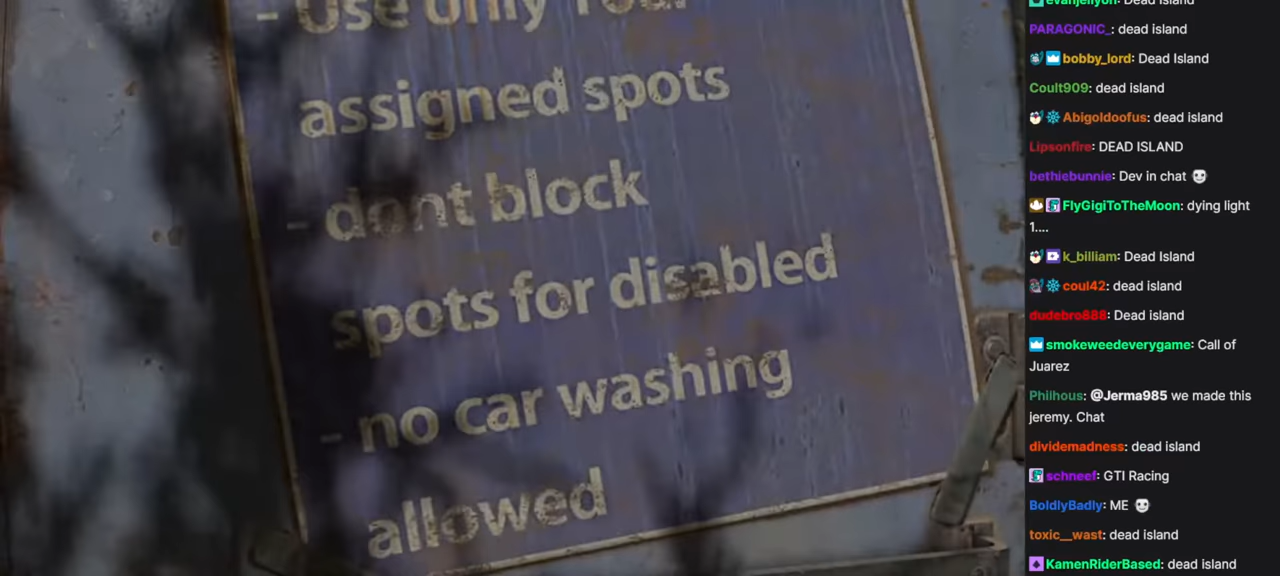 - Use only Your
assigned spots
- dont block
spots for disabled
- no car washing
allowed
evanjellyon: Dead Island
PARAGONIC_: dead island
bobby_lord: Dead Island
Coult909: dead island
Abigoldoofus: dead island
Lipsonfire: DEAD ISLAND
bethiebunnie: Dev in chat
FlyGigiToTheMoon: dying light
1....
k_billiam: Dead Island
coul42: dead island
dudebro888: Dead island
smokeweedeverygame: Call of
Juarez
Philhous: @Jerma985 we made this
jeremy. Chat
dividemadness: dead island
schneef: GTI Racing
BoldlyBadly: ME
toxic__wast: dead island
KamenRIderBased: dead island